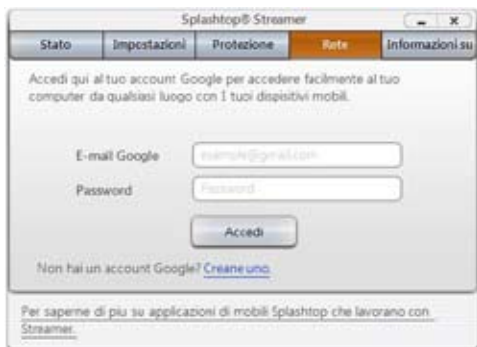 Splashtop® Streamer
Stato Impostazioni Protezione Rete Informazioni su
Accedi qui al tuo account Google per accedere facilmente al tuo
computer da qualsiasi luogo con I tuoi dispitivi mobili.
E-mail Google example@gmail.com
Password Password
Accedi
Non hai un account Google? Creane uno.
Per saperne di piu su applicazioni di mobili Splashtop che lavorano con
Streamer.